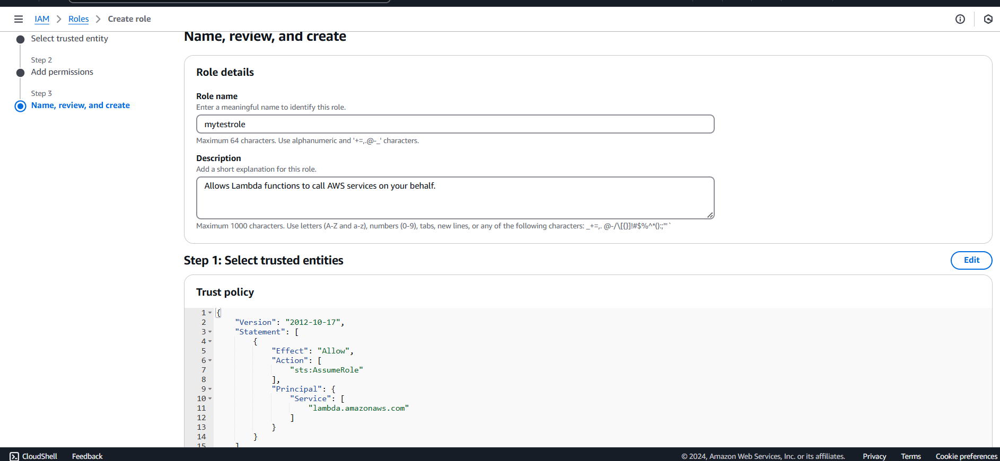 IAM > Roles > Create role
Select trusted entity
Step 2
Add permissions
Step 3
Name, review, and create
Name, review, and create
Role details
Role name
Enter a meaningful name to identify this role.
mytestrole
Maximum 64 characters. Use alphanumeric and '+=,.@-_' characters.
Description
Add a short explanation for this role.
Allows Lambda functions to call AWS services on your behalf.
Maximum 1000 characters. Use letters (A-Z and a-z), numbers (0-9), tabs, new lines, or any of the following characters: _+=,. @-/\[{}]!#$%^*();:"'`
Step 1: Select trusted entities
Edit
Trust policy
1 {
2 "Version": "2012-10-17",
3 "Statement": [
4 {
5 "Effect": "Allow",
6 "Action": [
7 "sts:AssumeRole"
8 ],
9 "Principal": {
10 "Service": [
11 "lambda.amazonaws.com"
12 ]
13 }
14 }
15 ]
CloudShell Feedback © 2024, Amazon Web Services, Inc. or its affiliates. Privacy Terms Cookie preferences